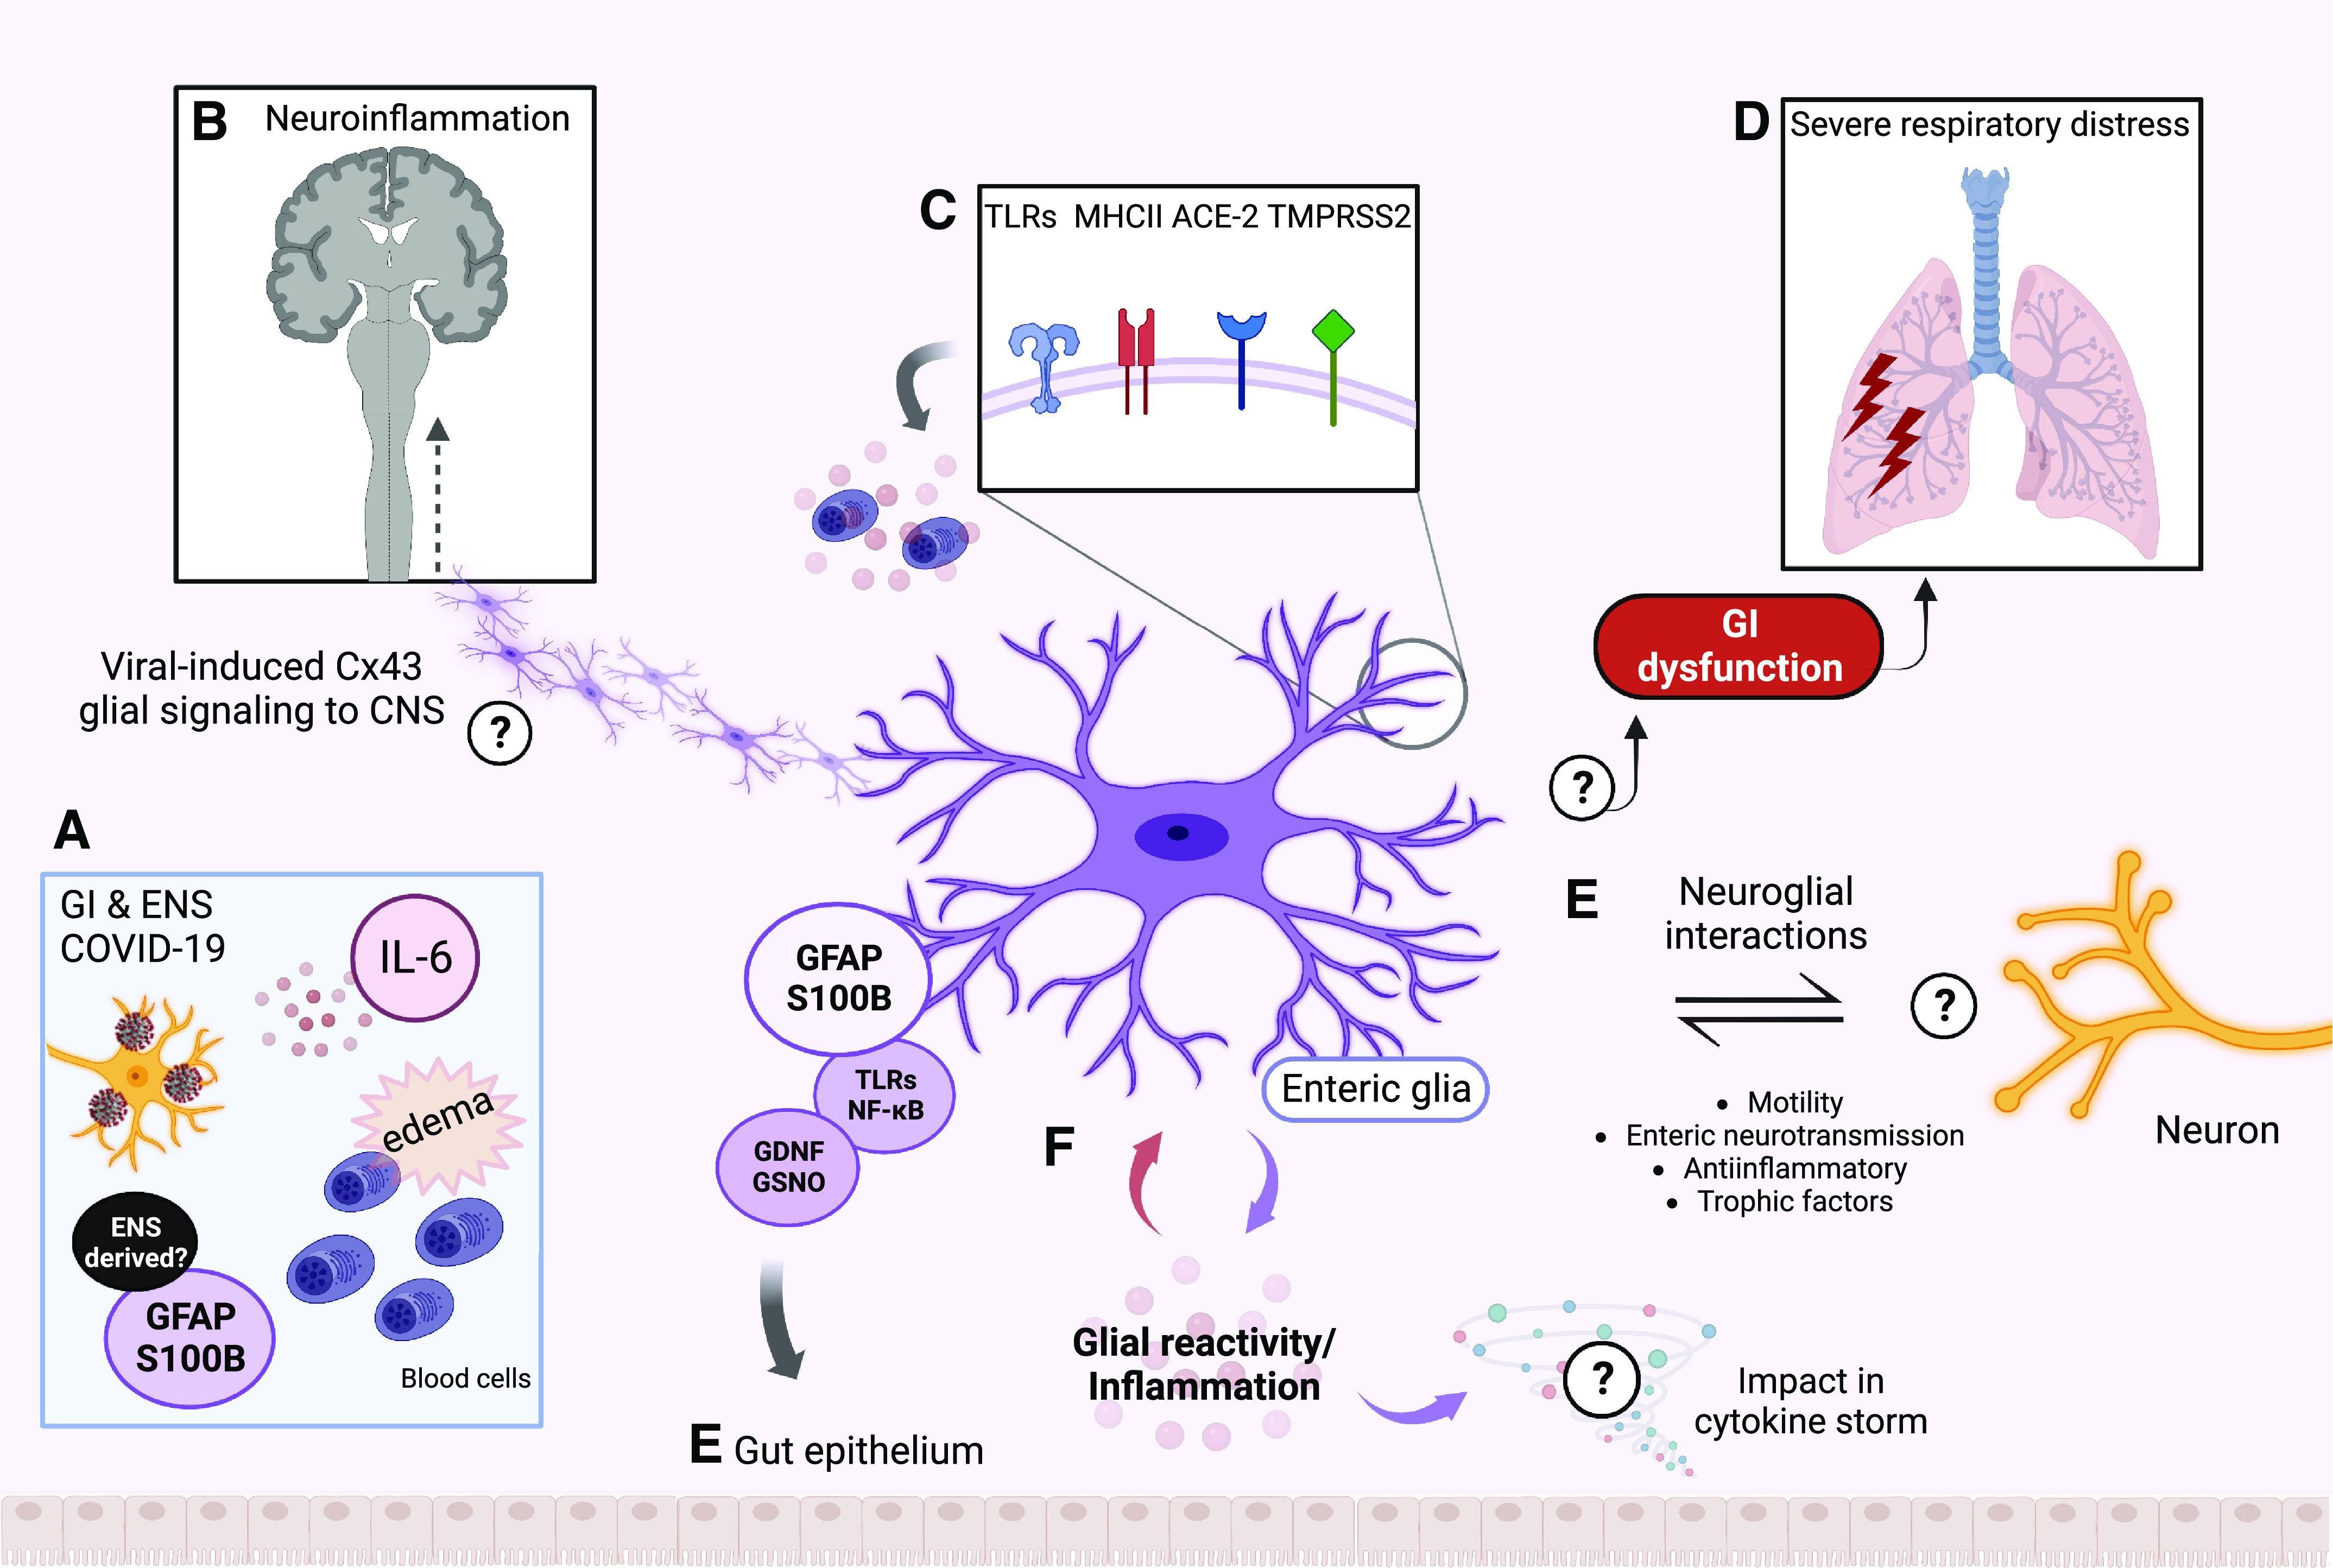 B Neuroinflammation
Viral-induced Cx43
glial signaling to CNS
?
C
TLRs MHCII ACE-2 TMPRSS2
D Severe respiratory distress
GI
dysfunction
?
A
GI & ENS
COVID-19
IL-6
edema
ENS
derived?
GFAP
S100B
Blood cells
GFAP
S100B
TLRs
NF-κB
GDNF
GSNO
E Gut epithelium
Enteric glia
F
Glial reactivity/
Inflammation
?
Impact in
cytokine storm
E Neuroglial
interactions
?
• Motility
• Enteric neurotransmission
• Antiinflammatory
• Trophic factors
Neuron